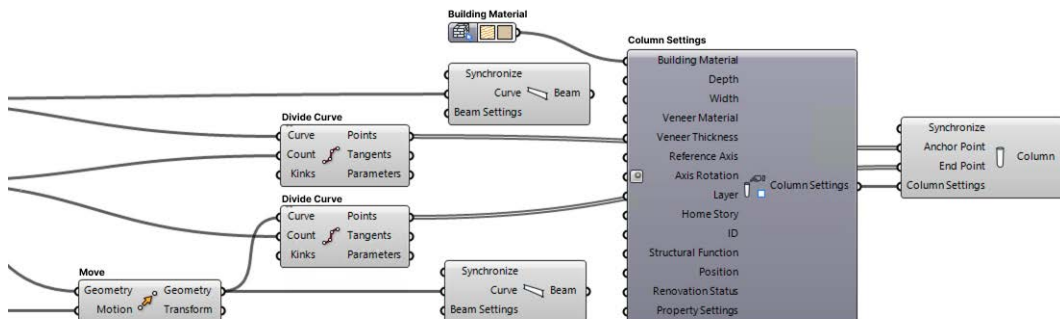 Building Material
Synchronize
Curve Beam
Beam Settings
Divide Curve
Curve Points
Count Tangents
Kinks Parameters
Divide Curve
Curve Points
Count Tangents
Kinks Parameters
Move
Geometry Geometry
Motion Transform
Synchronize
Curve Beam
Beam Settings
Column Settings
Building Material
Depth
Width
Veneer Material
Veneer Thickness
Reference Axis
Axis Rotation
Layer Column Settings
Home Story
ID
Structural Function
Position
Renovation Status
Property Settings
Synchronize
Anchor Point
End Point Column
Column Settings